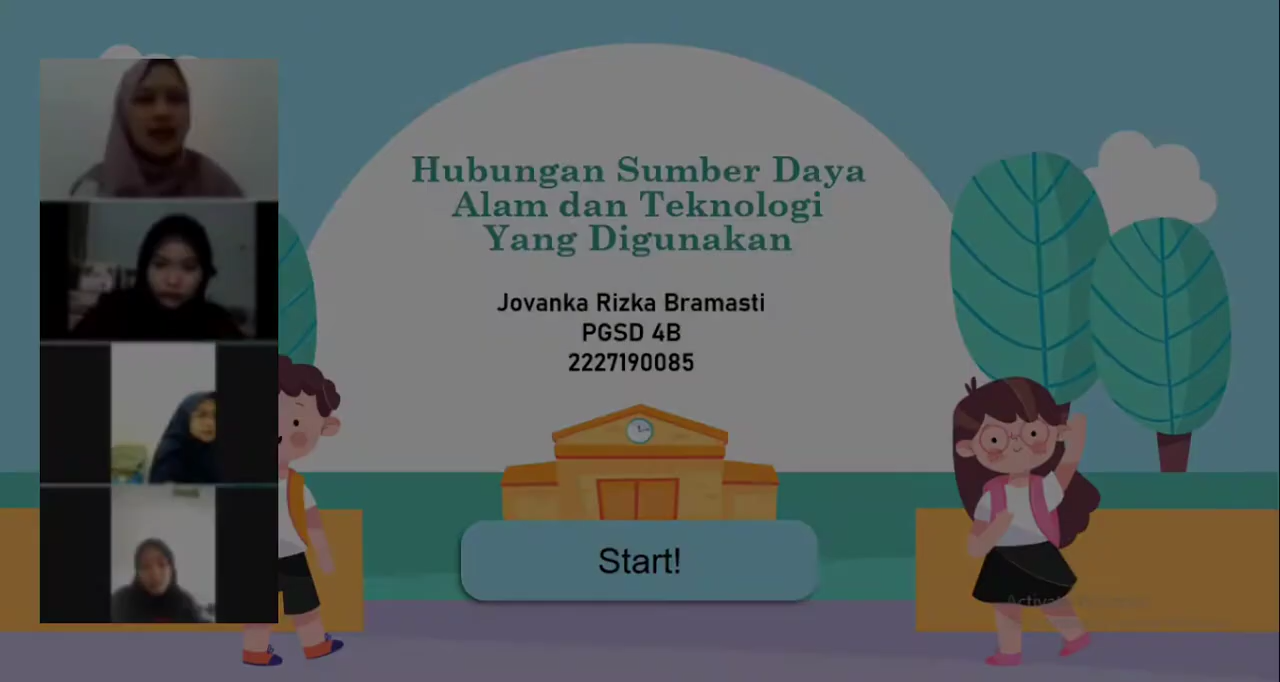 Hubungan Sumber Daya
Alam dan Teknologi
Yang Digunakan
Jovanka Rizka Bramasti
PGSD 4B
2227190085
Start!